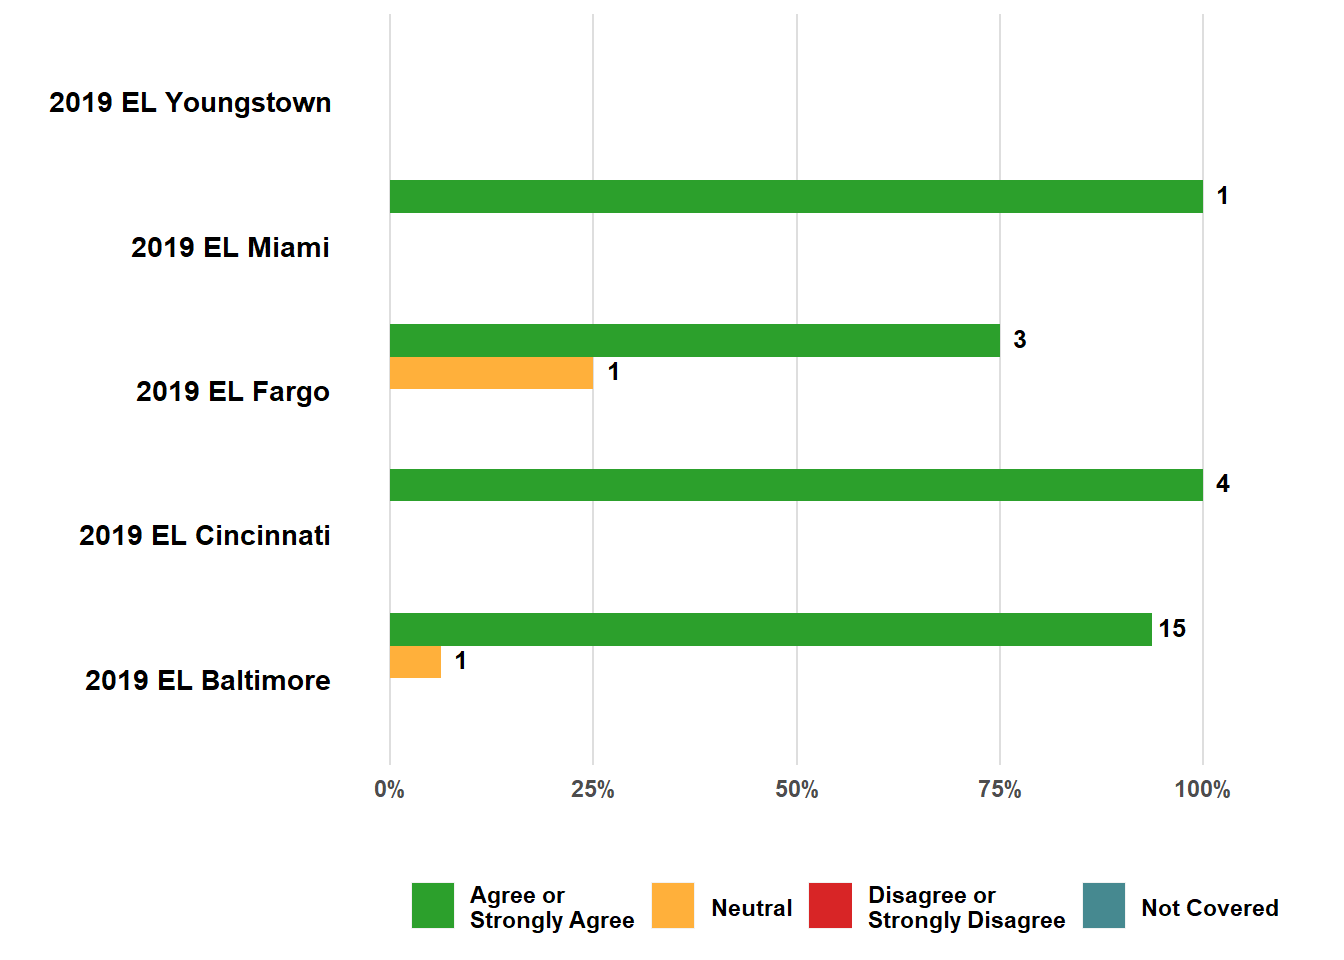 2019 EL Youngstown
1
2019 EL Miami
3
1
2019 EL Fargo
4
2019 EL Cincinnati
15
1
2019 EL Baltimore
0% 25% 50% 75% 100%
Agree or
Strongly Agree
Neutral
Disagree or
Strongly Disagree
Not Covered